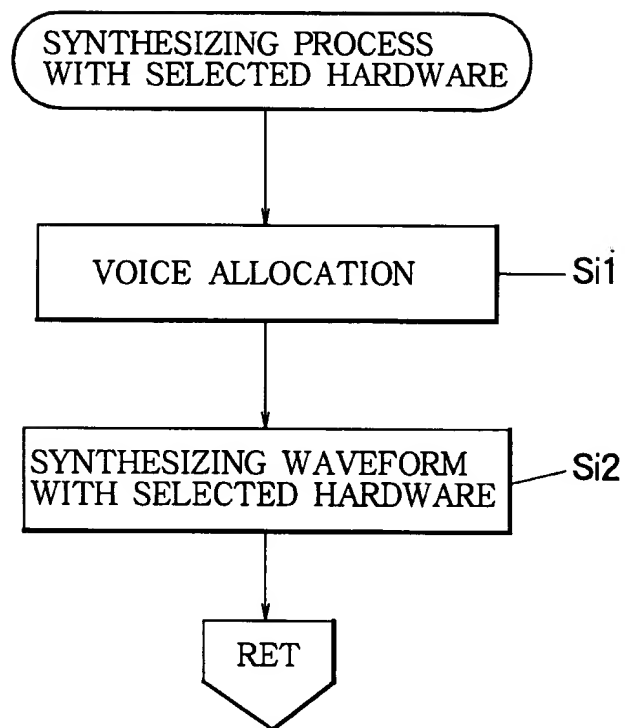 SYNTHESIZING PROCESS
WITH SELECTED HARDWARE
VOICE ALLOCATION
Si1
SYNTHESIZING WAVEFORM
WITH SELECTED HARDWARE
Si2
RET